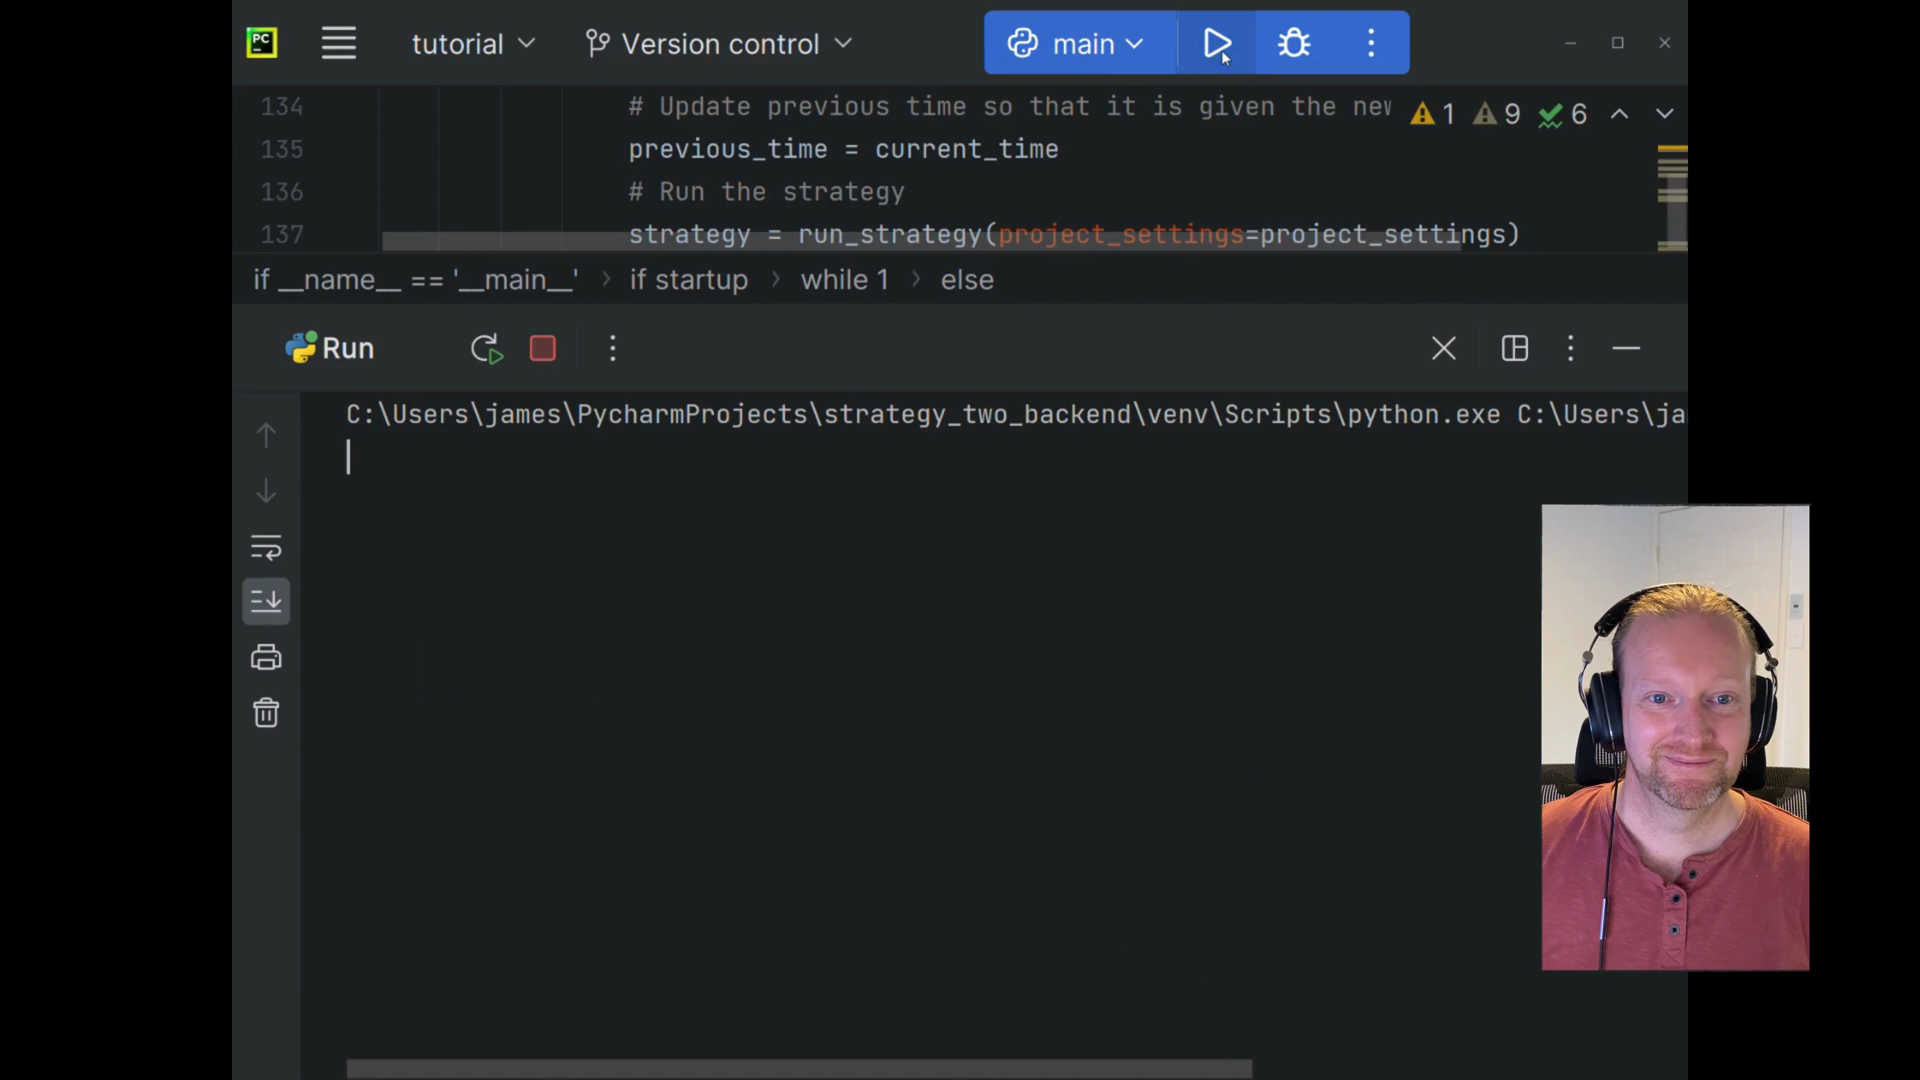 PC
tutorial
Version control
main
134 # Update previous time so that it is given the new
1 9 6
135 previous_time = current_time
136 # Run the strategy
137 strategy = run_strategy(project_settings=project_settings)
if __name__ == '__main__' > if startup > while 1 > else
Run
C:\Users\james\PycharmProjects\strategy_two_backend\venv\Scripts\python.exe C:\Users\ja